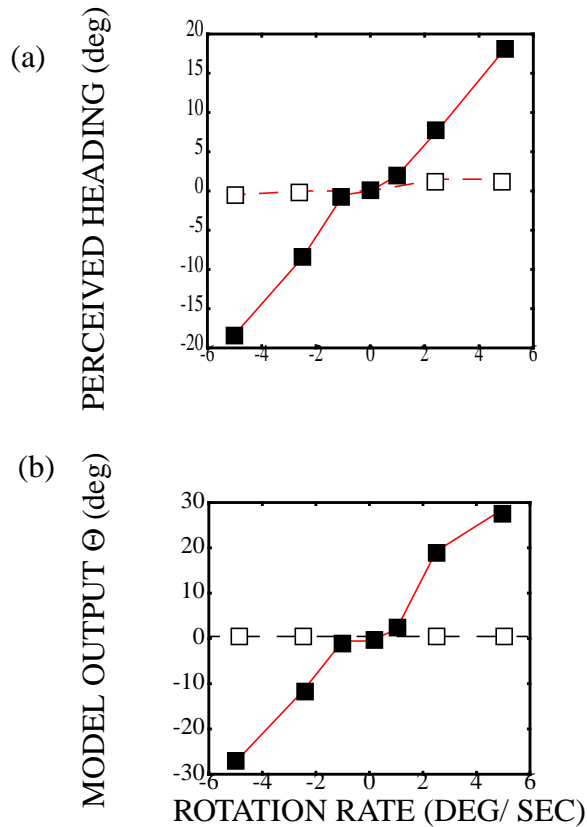 (a)
PERCEIVED HEADING (deg)
20
15
10
5
0
-5
-10
-15
-20
-6 -4 -2 0 2 4 6
(b)
MODEL OUTPUT Θ (deg)
30
20
10
0
-10
-20
-30
-6 -4 -2 0 2 4 6
ROTATION RATE (DEG/ SEC)